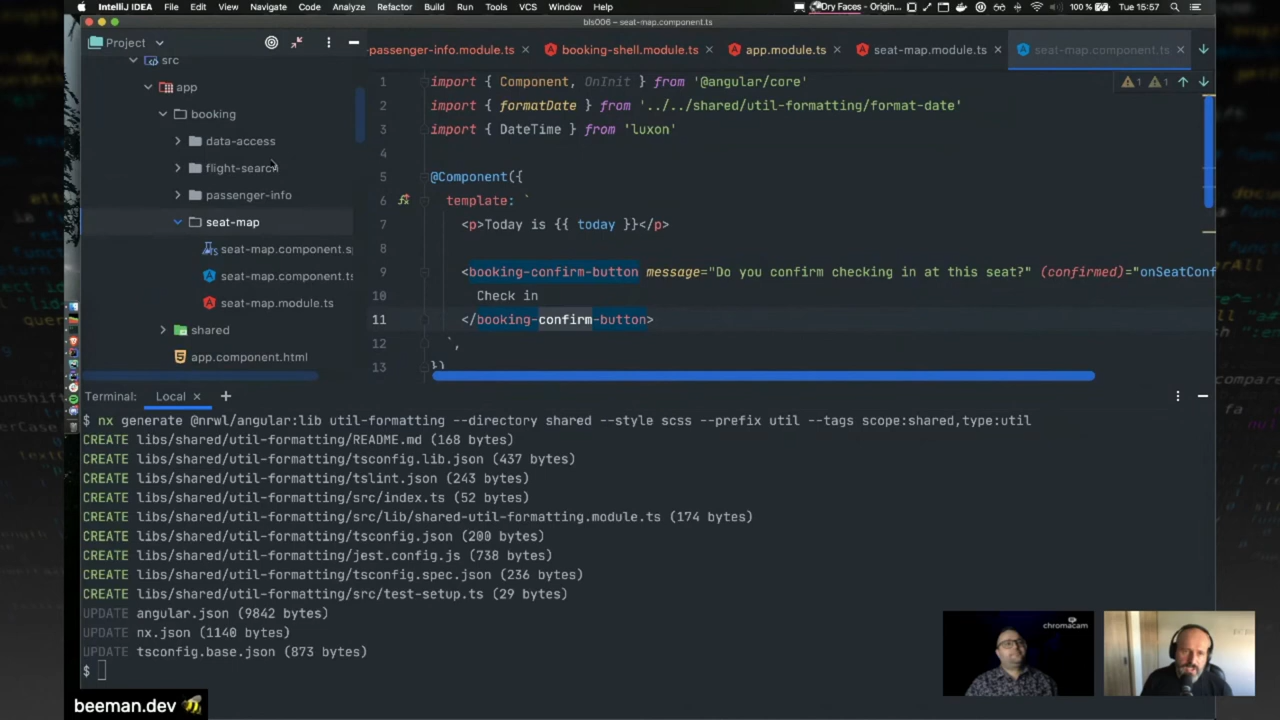 IntelliJ IDEA File Edit View Navigate Code Analyze Refactor Build Run Tools VCS Window Help Dry Faces - Origin... 100 % Tue 15:57
bls006 – seat-map.component.ts
Project
-passenger-info.module.ts booking-shell.module.ts app.module.ts seat-map.module.ts seat-map.component.ts
src
app
booking
data-access
flight-search
passenger-info
seat-map
seat-map.component.s
seat-map.component.ts
seat-map.module.ts
shared
app.component.html
1 import { Component, OnInit } from '@angular/core'
2 import { formatDate } from '../../shared/util-formatting/format-date'
3 import { DateTime } from 'luxon'
4
5 @Component({
6 template: `
7 <p>Today is {{ today }}</p>
8
9 <booking-confirm-button message="Do you confirm checking in at this seat?" (confirmed)="onSeatConf
10 Check in
11 </booking-confirm-button>
12 `,
13 })
1 1
Terminal: Local +
$ nx generate @nrwl/angular:lib util-formatting --directory shared --style scss --prefix util --tags scope:shared,type:util
CREATE libs/shared/util-formatting/README.md (168 bytes)
CREATE libs/shared/util-formatting/tsconfig.lib.json (437 bytes)
CREATE libs/shared/util-formatting/tslint.json (243 bytes)
CREATE libs/shared/util-formatting/src/index.ts (52 bytes)
CREATE libs/shared/util-formatting/src/lib/shared-util-formatting.module.ts (174 bytes)
CREATE libs/shared/util-formatting/tsconfig.json (200 bytes)
CREATE libs/shared/util-formatting/jest.config.js (738 bytes)
CREATE libs/shared/util-formatting/tsconfig.spec.json (236 bytes)
CREATE libs/shared/util-formatting/src/test-setup.ts (29 bytes)
UPDATE angular.json (9842 bytes)
UPDATE nx.json (1140 bytes)
UPDATE tsconfig.base.json (873 bytes)
$
chromacam
beeman.dev